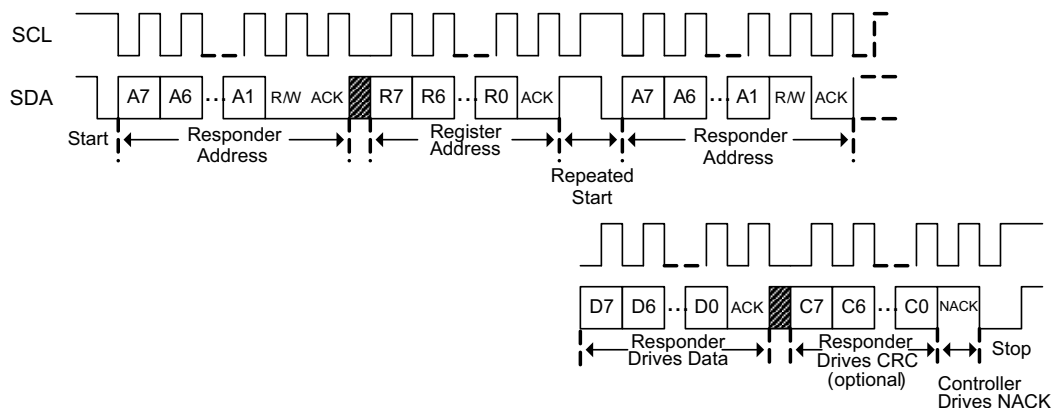 SCL
SDA
A7 A6 ... A1 R/W ACK R7 R6 ... R0 ACK A7 A6 ... A1 R/W ACK
Start
Responder
Address
Register
Address
Repeated
Start
Responder
Address
D7 D6 ... D0 ACK C7 C6 ... C0 NACK
Responder
Drives Data
Responder
Drives CRC
(optional)
Stop
Controller
Drives NACK